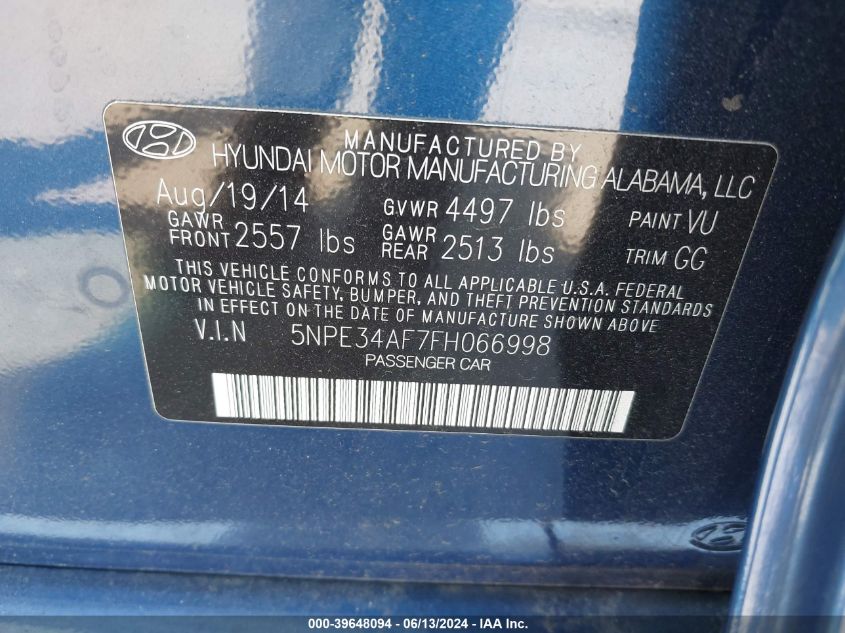 MANUFACTURED BY
HYUNDAI MOTOR MANUFACTURING ALABAMA, LLC
Aug/19/14 GVWR 4497 lbs PAINT VU
GAWR FRONT 2557 lbs GAWR REAR 2513 lbs TRIM GG
THIS VEHICLE CONFORMS TO ALL APPLICABLE U.S.A. FEDERAL
MOTOR VEHICLE SAFETY, BUMPER, AND THEFT PREVENTION STANDARDS
IN EFFECT ON THE DATE OF MANUFACTURE SHOWN ABOVE
V.I.N 5NPE34AF7FH066998
PASSENGER CAR
000-39648094 - 06/13/2024 - IAA Inc.